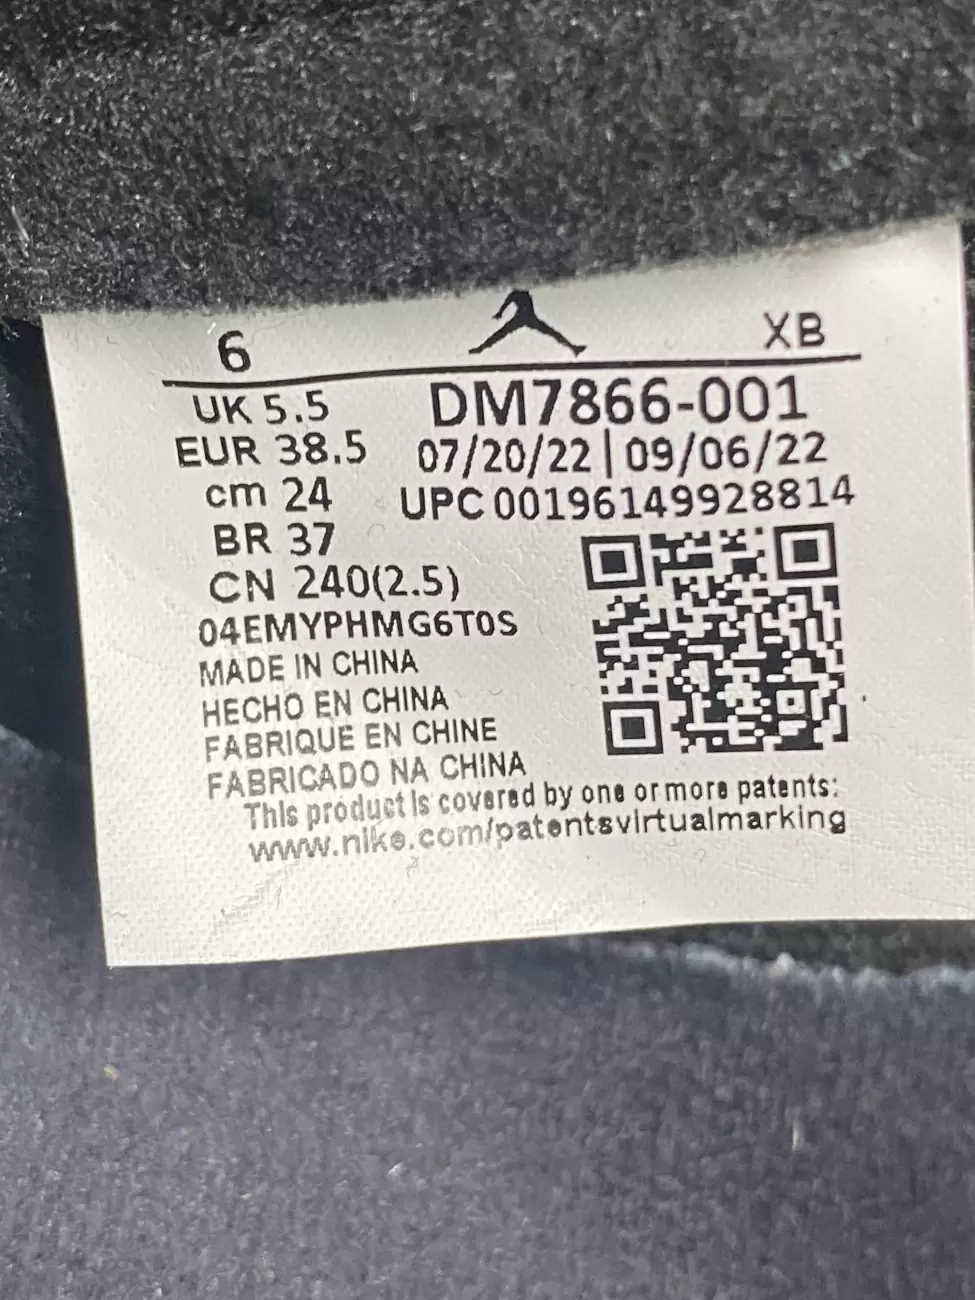 6 XB
UK 5.5 DM7866-001
EUR 38.5 07/20/22 | 09/06/22
cm 24 UPC 00196149928814
BR 37
CN 240(2.5)
04EMYPHMG6T0S
MADE IN CHINA
HECHO EN CHINA
FABRIQUE EN CHINE
FABRICADO NA CHINA
This product is covered by one or more patents:
www.nike.com/patentsvirtualmarking